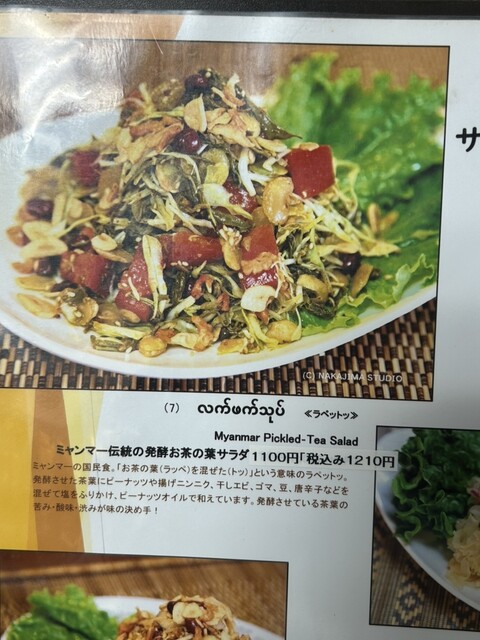 サ
(C) NAKAJIMA STUDIO
(7) လက်ဖက်သုပ် ≪ラペットッ≫
Myanmar Pickled-Tea Salad
ミャンマー伝統の発酵お茶の葉サラダ 1100円「税込み1210円
ミャンマーの国民食。「お茶の葉(ラッペ)を混ぜた(トッ)」という意味のラペットッ。
発酵させた茶葉にピーナッツや揚げニンニク、干しエビ、ゴマ、豆、唐辛子などを
混ぜて塩をふりかけ、ピーナッツオイルで和えています。発酵させている茶葉の
苦み・酸味・渋みが味の決め手！